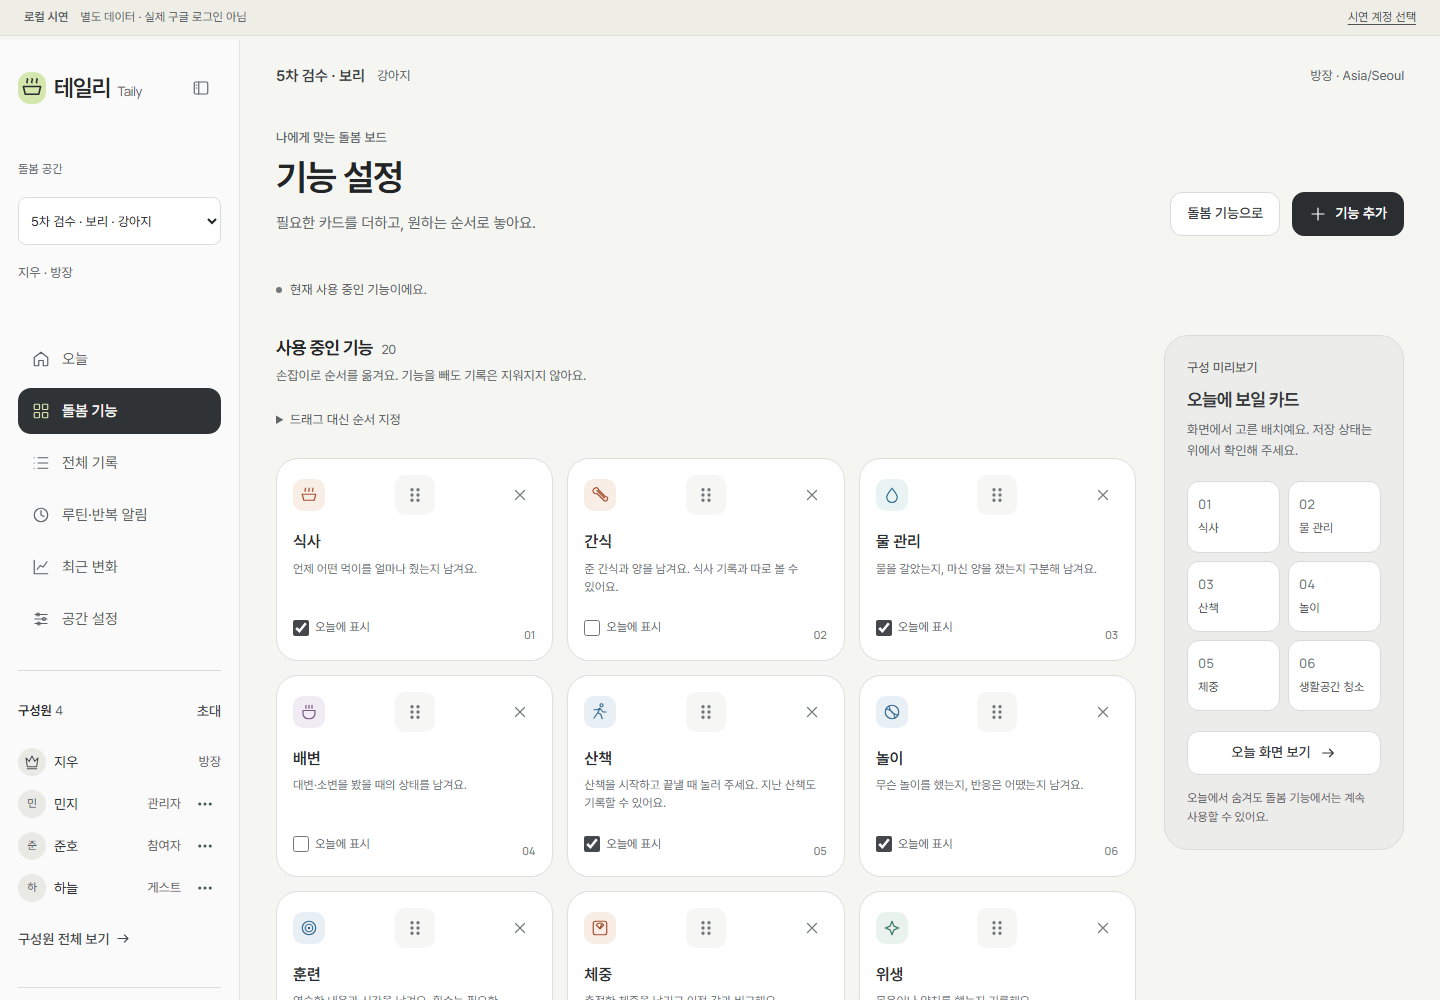 로컬 시연 별도 데이터 · 실제 구글 로그인 아님
시연 계정 선택
테일리 Taily
돌봄 공간
5차 검수 · 보리 · 강아지
지우 · 방장
오늘
돌봄 기능
전체 기록
루틴·반복 알림
최근 변화
공간 설정
구성원 4
초대
지우
방장
민
민지
관리자
준
준호
참여자
하
하늘
게스트
구성원 전체 보기
5차 검수 · 보리 강아지
방장 · Asia/Seoul
나에게 맞는 돌봄 보드
기능 설정
필요한 카드를 더하고, 원하는 순서로 놓아요.
돌봄 기능으로
기능 추가
현재 사용 중인 기능이에요.
사용 중인 기능 20
손잡이로 순서를 옮겨요. 기능을 빼도 기록은 지워지지 않아요.
드래그 대신 순서 지정
식사
언제 어떤 먹이를 얼마나 줬는지 남겨요.
오늘에 표시
01
간식
준 간식과 양을 남겨요. 식사 기록과 따로 볼 수
있어요.
오늘에 표시
02
물 관리
물을 갈았는지, 마신 양을 쟀는지 구분해 남겨요.
오늘에 표시
03
배변
대변·소변을 봤을 때의 상태를 남겨요.
오늘에 표시
04
산책
산책을 시작하고 끝낼 때 눌러 주세요. 지난 산책도
기록할 수 있어요.
오늘에 표시
05
놀이
무슨 놀이를 했는지, 반응은 어땠는지 남겨요.
오늘에 표시
06
훈련
체중
위생
구성 미리보기
오늘에 보일 카드
화면에서 고른 배치예요. 저장 상태는
위에서 확인해 주세요.
01
식사
02
물 관리
03
산책
04
놀이
05
체중
06
생활공간 청소
오늘 화면 보기
오늘에서 숨겨도 돌봄 기능에서는 계속
사용할 수 있어요.